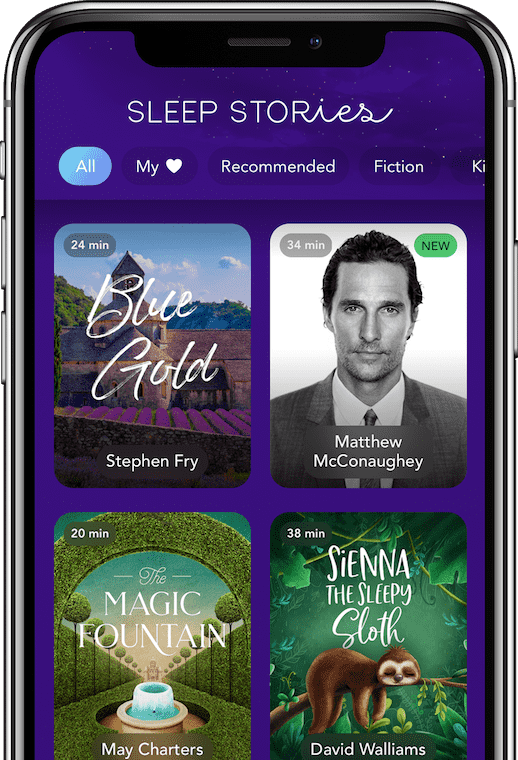 SLEEP STORies
All
My
Recommended
Fiction
Ki
24 min
Blue
Gold
Stephen Fry
34 min
NEW
Matthew
McConaughey
20 min
The
MAGIC
FOUNTAIN
May Charters
38 min
SiENNA
THE SLEEPY
Sloth
David Walliams